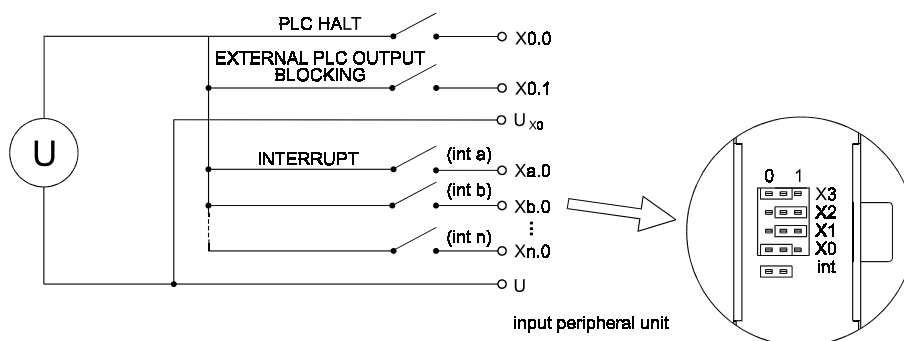 PLC HALT
X0.0
EXTERNAL PLC OUTPUT
BLOCKING
X0.1
U X0
U
INTERRUPT
(int a)
Xa.0
(int b)
Xb.0
(int n)
Xn.0
U
input peripheral unit
0 1
X3
X2
X1
X0
int